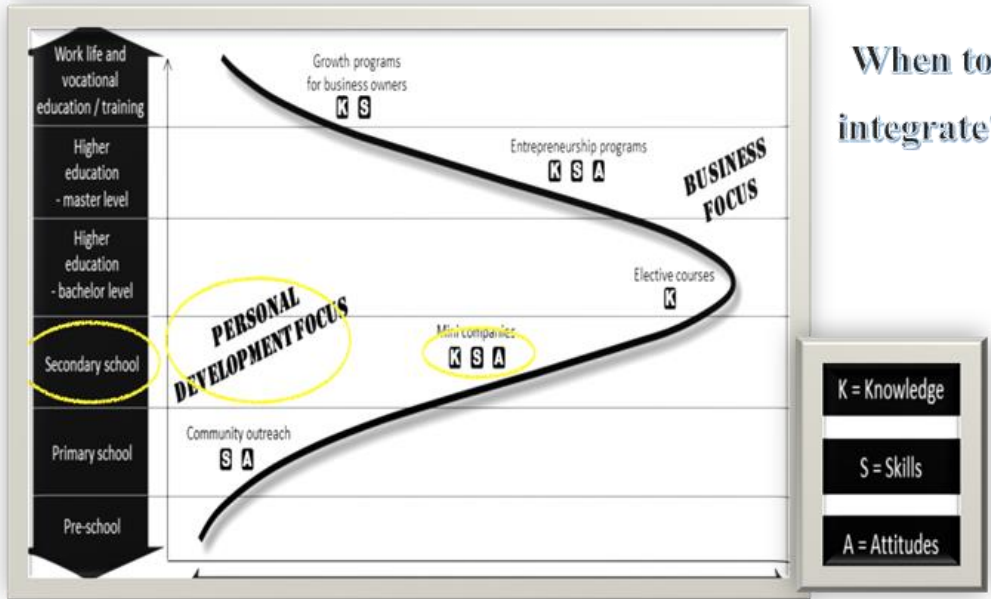 When to
integrate?
Work life and
vocational
education / training
Higher
education
- master level
Higher
education
- bachelor level
Secondary school
Primary school
Pre-school
Growth programs
for business owners
K S
Entrepreneurship programs
K S A
BUSINESS
FOCUS
Elective courses
K
PERSONAL
DEVELOPMENT FOCUS
Mini companies
K S A
Community outreach
S A
K = Knowledge
S = Skills
A = Attitudes